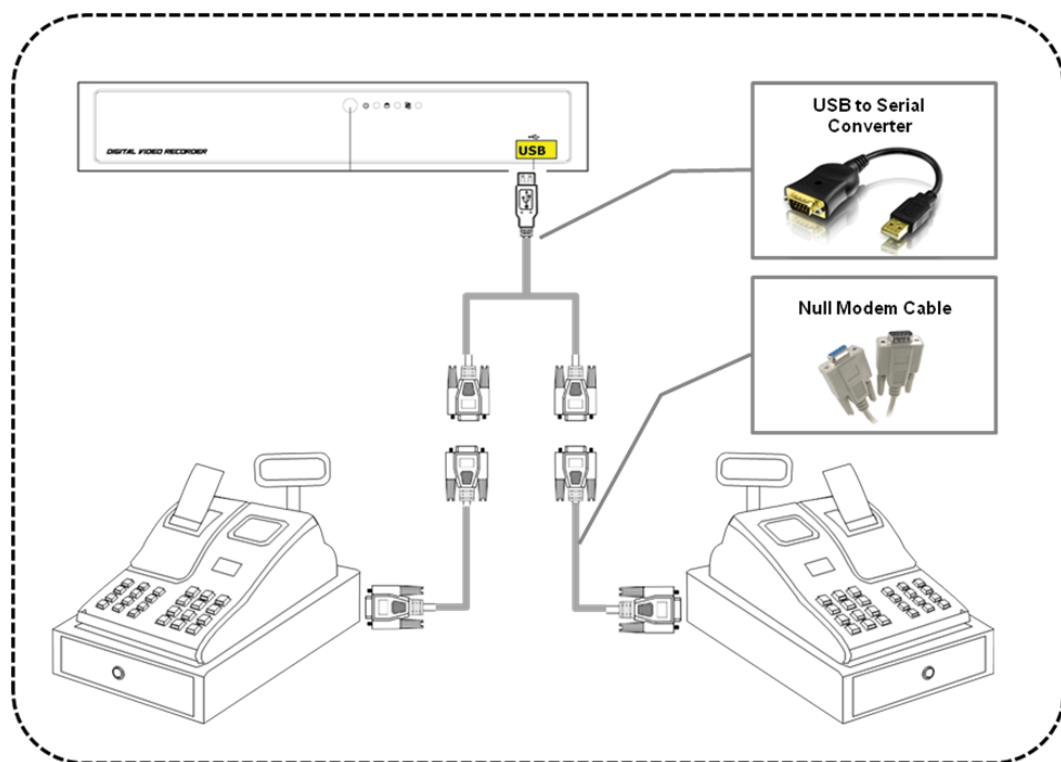 DIGITAL VIDEO RECORDER
USB
USB to Serial
Converter
Null Modem Cable